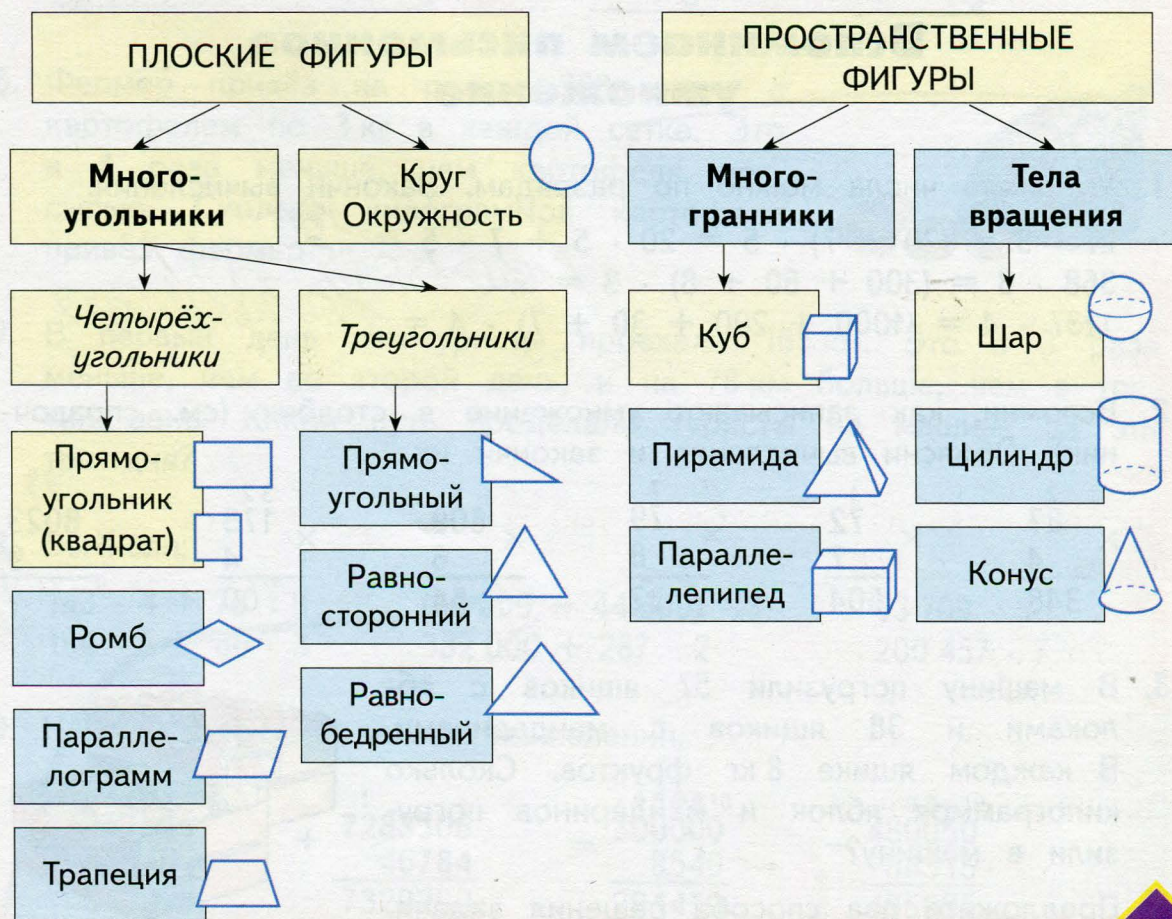 ПЛОСКИЕ ФИГУРЫ
ПРОСТРАНСТВЕННЫЕ
ФИГУРЫ
Много-
угольники
Круг
Окружность
Много-
гранники
Тела
вращения
Четырёх-
угольники
Треугольники
Куб
Шар
Прямо-
угольник
(квадрат)
Прямо-
угольный
Пирамида
Цилиндр
Равно-
сторонний
Паралле-
лепипед
Конус
Ромб
Равно-
бедренный
Паралле-
лограмм
Трапеция